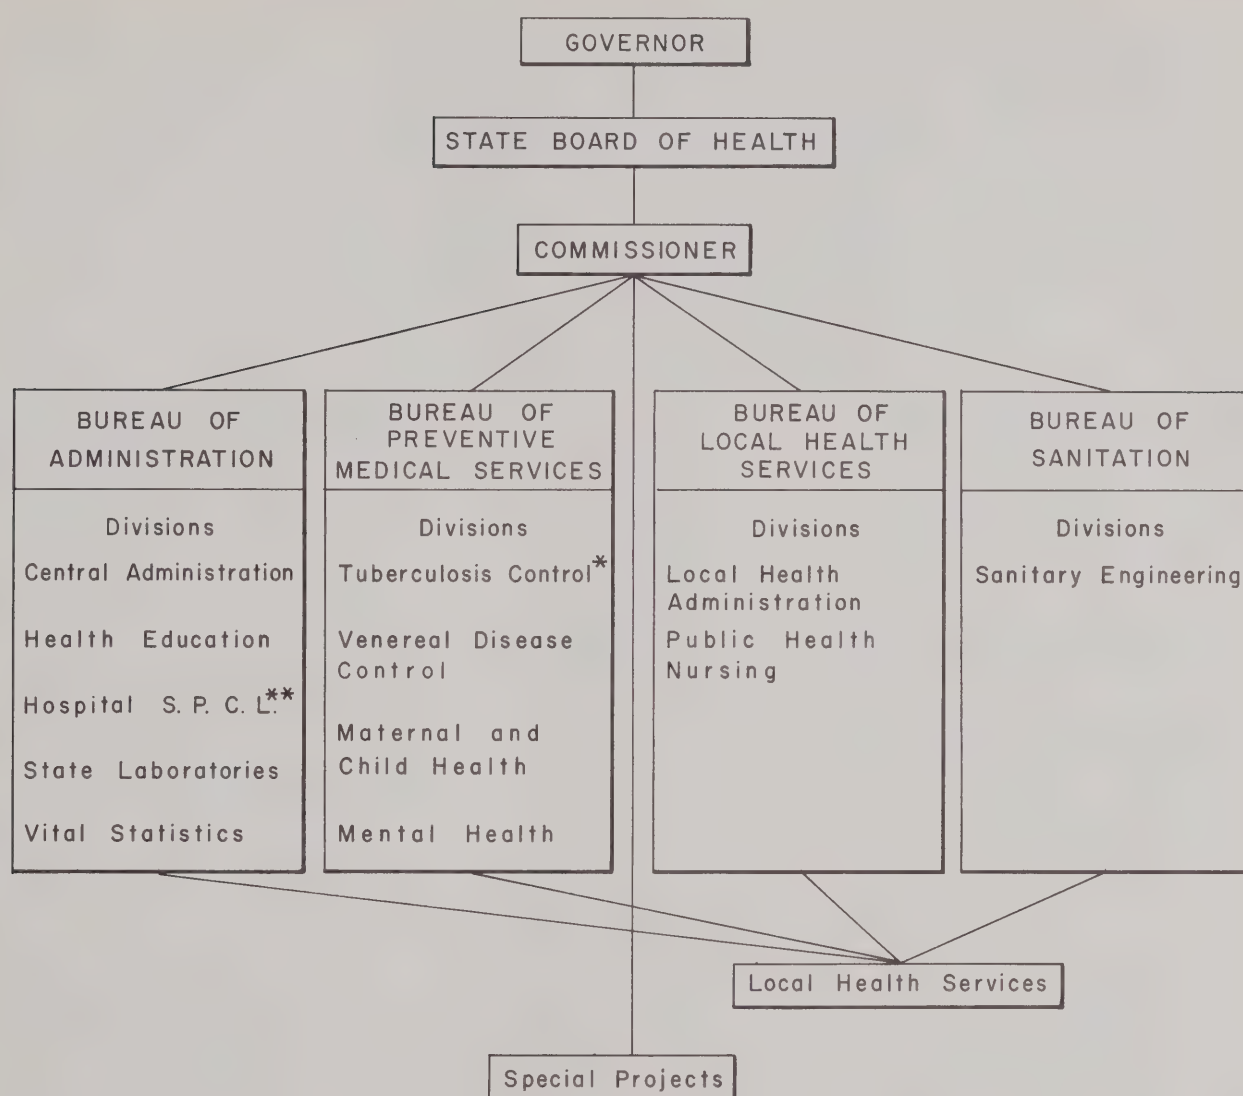 GOVERNOR
STATE BOARD OF HEALTH
COMMISSIONER
BUREAU OF
ADMINISTRATION
Divisions
Central Administration
Health Education
Hospital S. P. C. L.**
State Laboratories
Vital Statistics
BUREAU OF
PREVENTIVE
MEDICAL SERVICES
Divisions
Tuberculosis Control*
Venereal Disease
Control
Maternal and
Child Health
Mental Health
BUREAU OF
LOCAL HEALTH
SERVICES
Divisions
Local Health
Administration
Public Health
Nursing
BUREAU OF
SANITATION
Divisions
Sanitary Engineering
Local Health Services
Special Projects